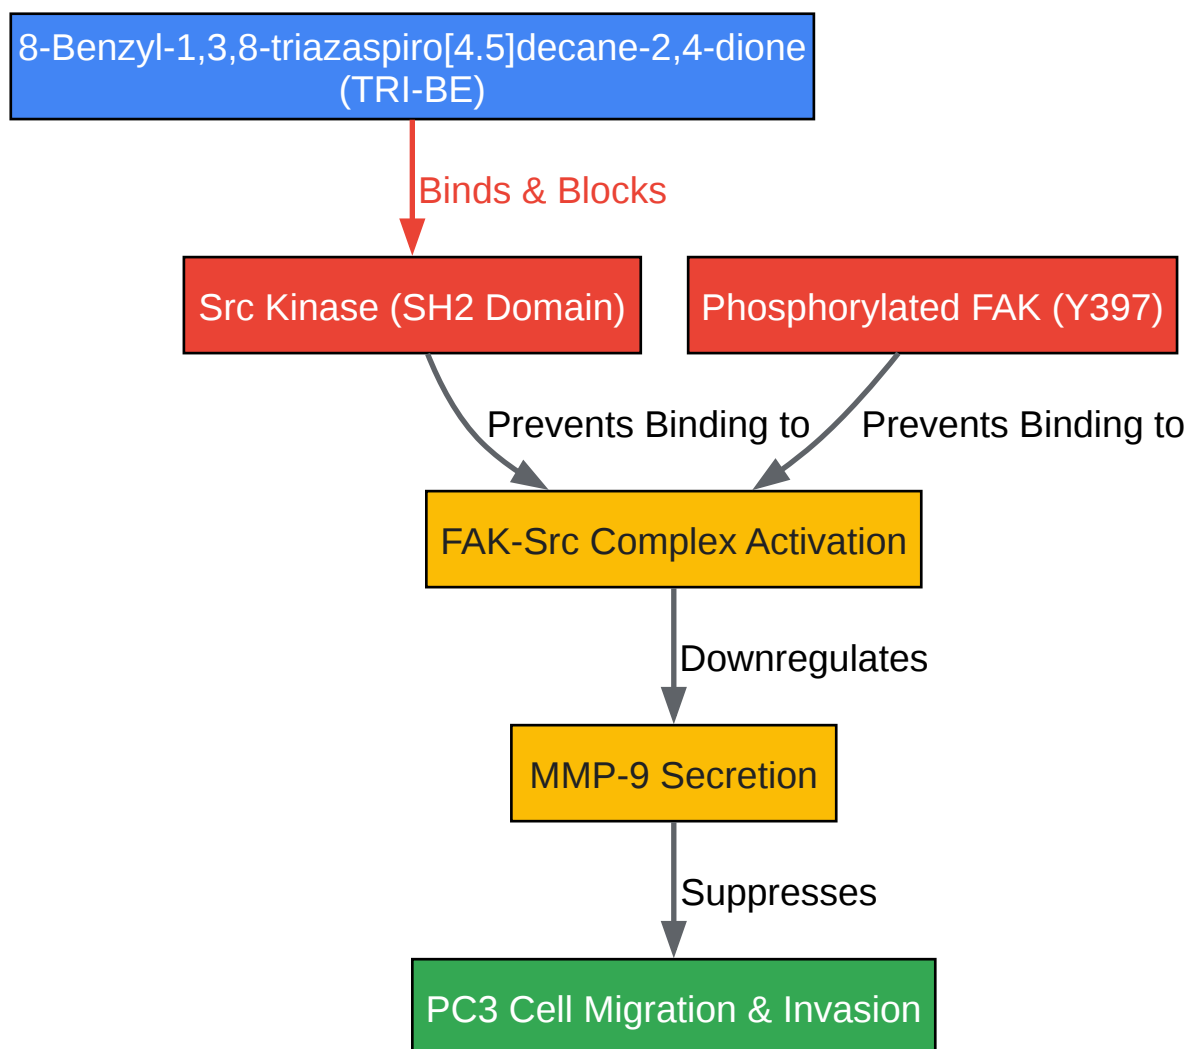 8-Benzyl-1,3,8-triazaspiro[4.5]decane-2,4-dione
(TRI-BE)
Binds & Blocks
Src Kinase (SH2 Domain)
Phosphorylated FAK (Y397)
Prevents Binding to
Prevents Binding to
FAK-Src Complex Activation
Downregulates
MMP-9 Secretion
Suppresses
PC3 Cell Migration & Invasion